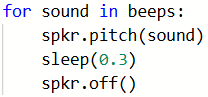 for sound in beeps:
    spkr.pitch(sound)
    sleep(0.3)
    spkr.off()